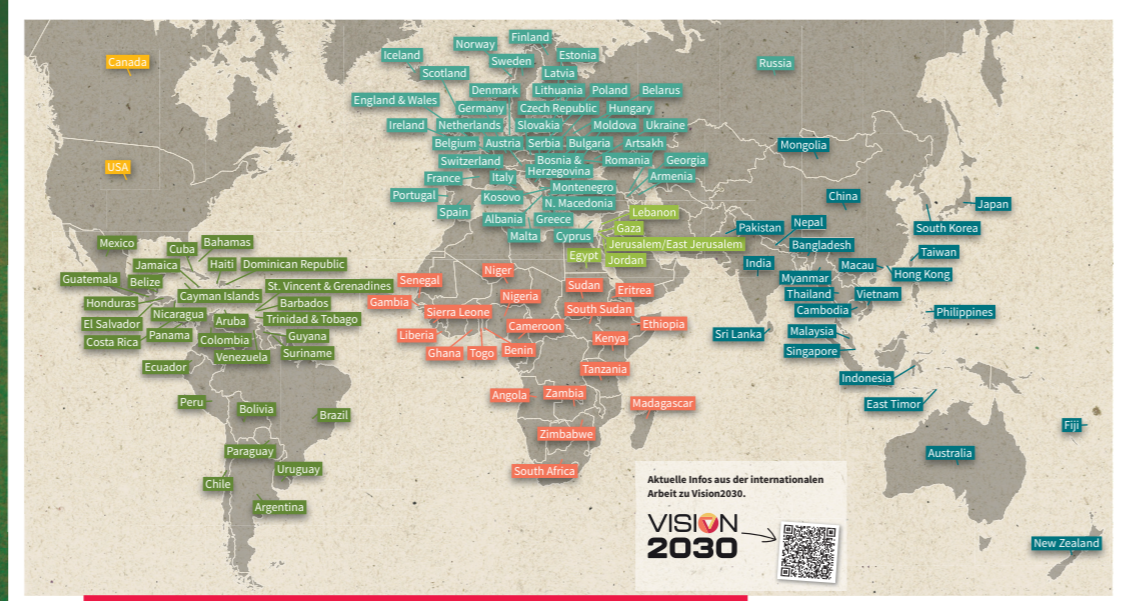 Canada
USA
Mexico
Cuba
Bahamas
Jamaica
Haiti
Dominican Republic
Guatemala
Belize
Cayman Islands
St. Vincent & Grenadines
Honduras
Barbados
Nicaragua
Aruba
Trinidad & Tobago
El Salvador
Panama
Guyana
Costa Rica
Colombia
Suriname
Venezuela
Ecuador
Peru
Bolivia
Brazil
Paraguay
Uruguay
Chile
Argentina
Iceland
Norway
Finland
Sweden
Estonia
Scotland
Latvia
Denmark
Lithuania
Poland
Belarus
England & Wales
Germany
Czech Republic
Hungary
Ireland
Netherlands
Slovakia
Moldova
Ukraine
Belgium
Austria
Serbia
Bulgaria
Artsakh
Switzerland
Bosnia &
Herzegovina
Romania
Georgia
France
Italy
Armenia
Portugal
Kosovo
Montenegro
Spain
N. Macedonia
Albania
Greece
Malta
Cyprus
Russia
Lebanon
Gaza
Jerusalem/East Jerusalem
Egypt
Jordan
Senegal
Niger
Sudan
Eritrea
Gambia
Nigeria
Sierra Leone
South Sudan
Liberia
Cameroon
Ethiopia
Ghana
Togo
Benin
Kenya
Tanzania
Angola
Zambia
Madagascar
Zimbabwe
South Africa
Mongolia
China
Japan
Pakistan
Nepal
South Korea
Bangladesh
Taiwan
India
Macau
Hong Kong
Myanmar
Thailand
Vietnam
Cambodia
Philippines
Sri Lanka
Malaysia
Singapore
Indonesia
East Timor
Fiji
Australia
New Zealand
Aktuelle Infos aus der internationalen
Arbeit zu Vision2030.
VISION
2030